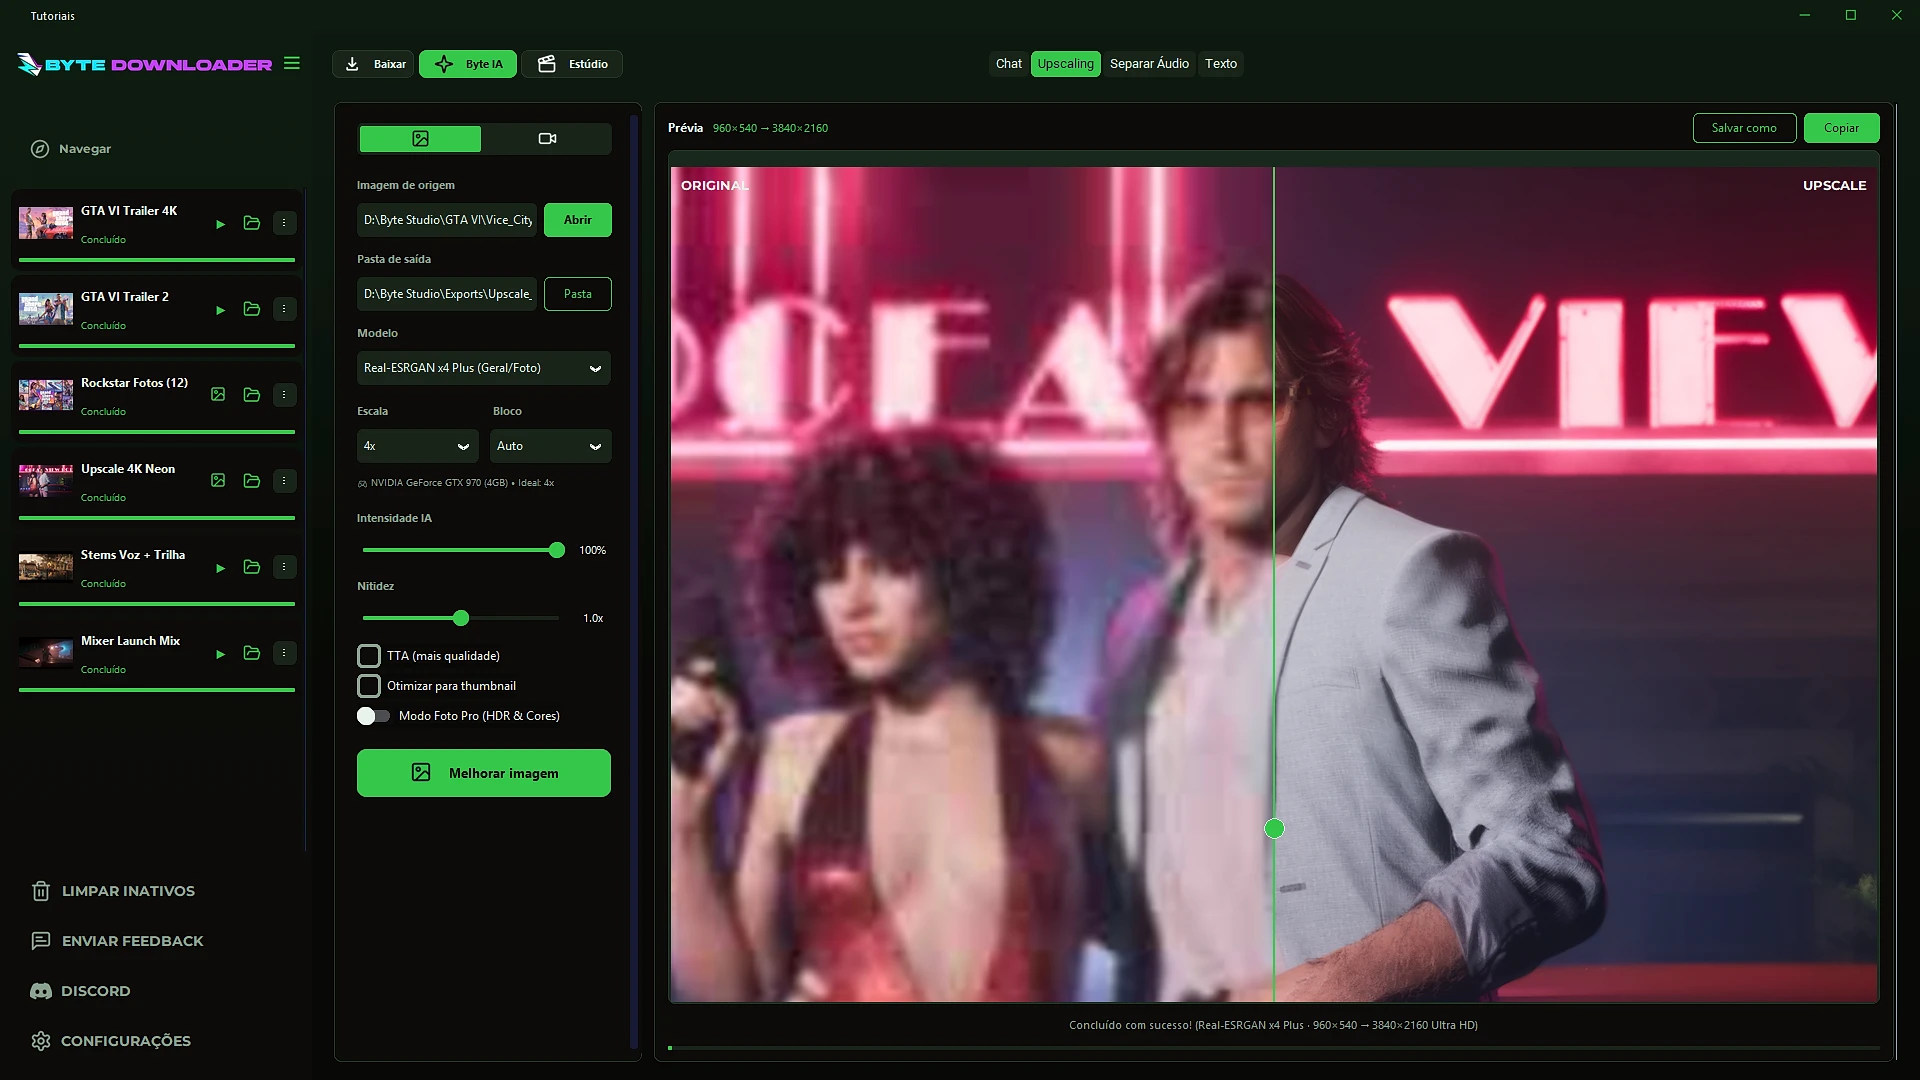 Tutoriais
BYTE DOWNLOADER
Baixar
Byte IA
Estúdio
Chat
Upscaling
Separar Áudio
Texto
Navegar
GTA VI Trailer 4K
Concluído
GTA VI Trailer 2
Concluído
Rockstar Fotos (12)
Concluído
Upscale 4K Neon
Concluído
Stems Voz + Trilha
Concluído
Mixer Launch Mix
Concluído
LIMPAR INATIVOS
ENVIAR FEEDBACK
DISCORD
CONFIGURAÇÕES
Imagem de origem
D:\Byte Studio\GTA VI\Vice_City
Abrir
Pasta de saída
D:\Byte Studio\Exports\Upscale_
Pasta
Modelo
Real-ESRGAN x4 Plus (Geral/Foto)
Escala
Bloco
4x
Auto
NVIDIA GeForce GTX 970 (4GB) • Ideal: 4x
Intensidade IA
100%
Nitidez
1.0x
TTA (mais qualidade)
Otimizar para thumbnail
Modo Foto Pro (HDR & Cores)
Melhorar imagem
Prévia 960×540 → 3840×2160
Salvar como
Copiar
ORIGINAL
UPSCALE
OCEA VIEW
Concluído com sucesso! (Real-ESRGAN x4 Plus · 960×540 → 3840×2160 Ultra HD)